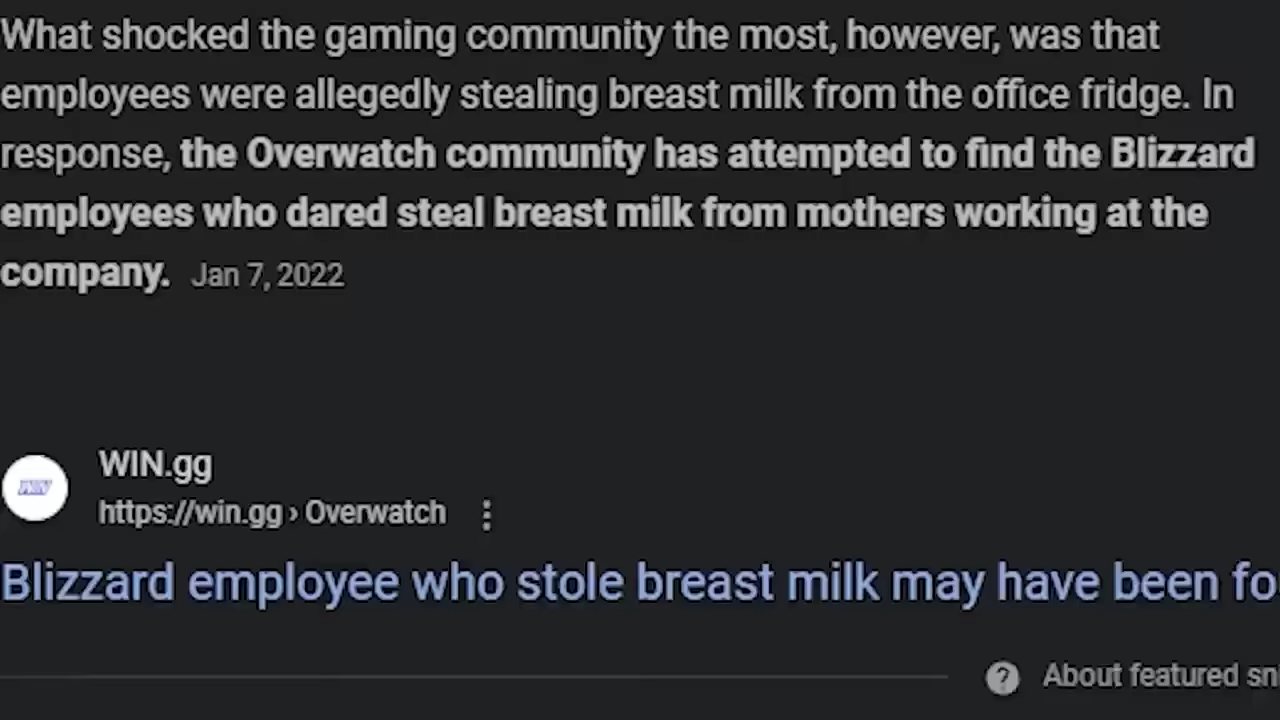 What shocked the gaming community the most, however, was that
employees were allegedly stealing breast milk from the office fridge. In
response, the Overwatch community has attempted to find the Blizzard
employees who dared steal breast milk from mothers working at the
company. Jan 7, 2022
WIN
WIN.gg
https://win.gg › Overwatch
Blizzard employee who stole breast milk may have been fo
? About featured sn